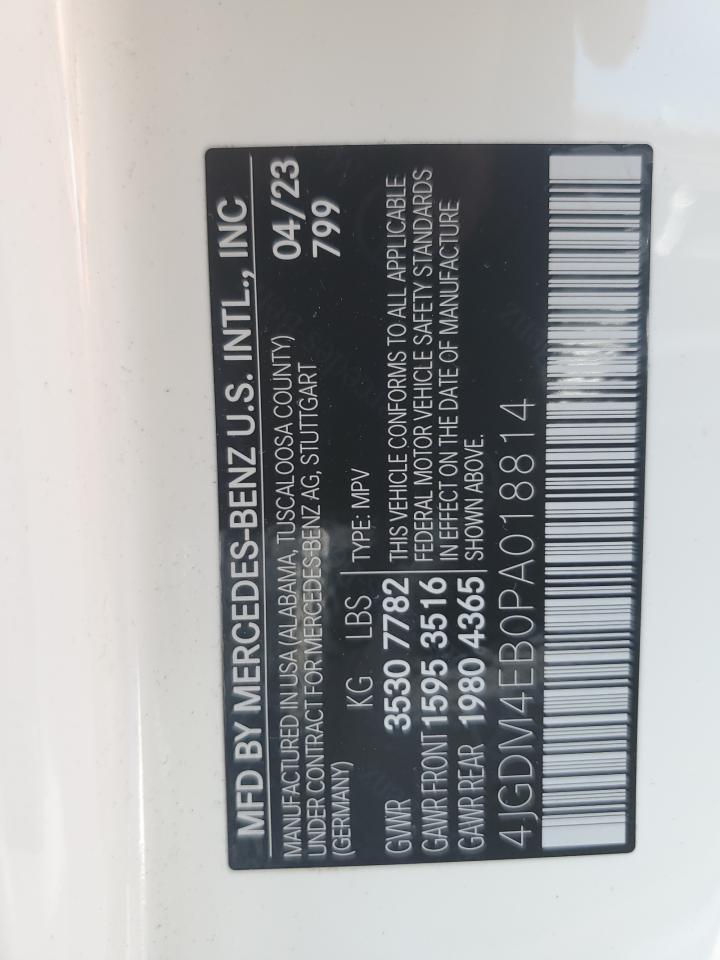 MFD BY MERCEDES-BENZ U.S. INTL., INC
MANUFACTURED IN USA (ALABAMA, TUSCALOOSA COUNTY)
UNDER CONTRACT FOR MERCEDES-BENZ AG, STUTTGART
(GERMANY)
04/23
799
KG LBS
GVWR 3530 7782
GAWR FRONT 1595 3516
GAWR REAR 1980 4365
TYPE: MPV
THIS VEHICLE CONFORMS TO ALL APPLICABLE
FEDERAL MOTOR VEHICLE SAFETY STANDARDS
IN EFFECT ON THE DATE OF MANUFACTURE
SHOWN ABOVE.
4JGDM4EB0PA018814